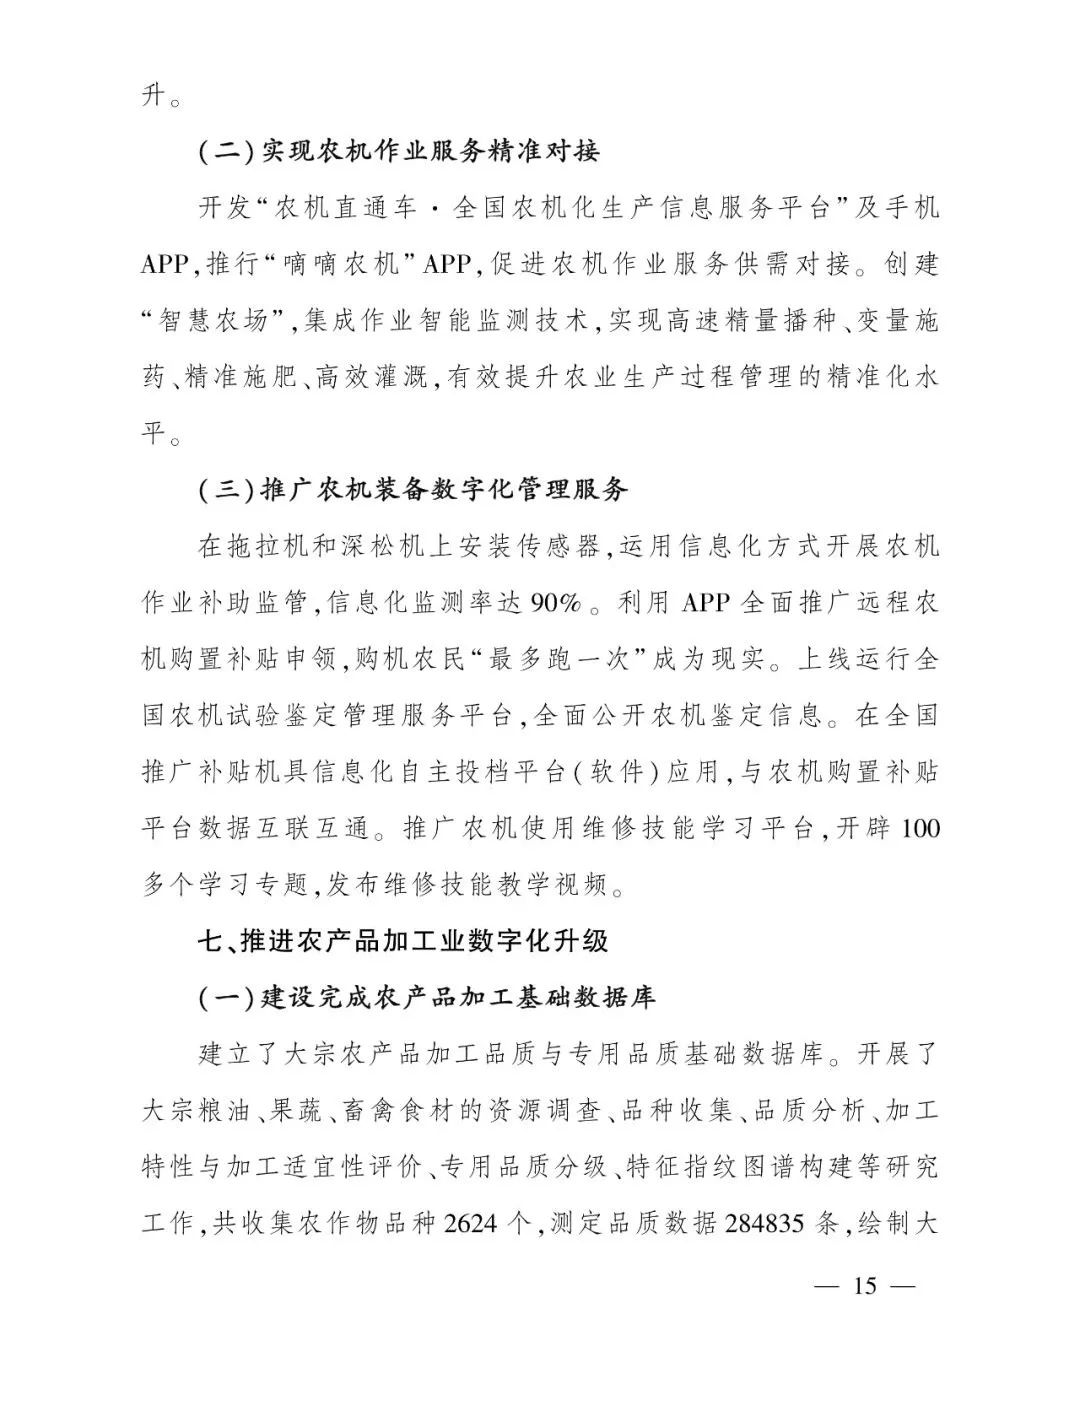 升。
(二)实现农机作业服务精准对接
开发“农机直通车·全国农机化生产信息服务平台”及手机
APP,推行“嘀嘀农机”APP,促进农机作业服务供需对接。创建
“智慧农场”,集成作业智能监测技术,实现高速精量播种、变量施
药、精准施肥、高效灌溉,有效提升农业生产过程管理的精准化水
平。
(三)推广农机装备数字化管理服务
在拖拉机和深松机上安装传感器,运用信息化方式开展农机
作业补助监管,信息化监测率达90%。利用APP全面推广远程农
机购置补贴申领,购机农民“最多跑一次”成为现实。上线运行全
国农机试验鉴定管理服务平台,全面公开农机鉴定信息。在全国
推广补贴机具信息化自主投档平台(软件)应用,与农机购置补贴
平台数据互联互通。推广农机使用维修技能学习平台,开辟100
多个学习专题,发布维修技能教学视频。
七、推进农产品加工业数字化升级
(一)建设完成农产品加工基础数据库
建立了大宗农产品加工品质与专用品质基础数据库。开展了
大宗粮油、果蔬、畜禽食材的资源调查、品种收集、品质分析、加工
特性与加工适宜性评价、专用品质分级、特征指纹图谱构建等研究
工作,共收集农作物品种2624个,测定品质数据284835条,绘制大
— 15 —